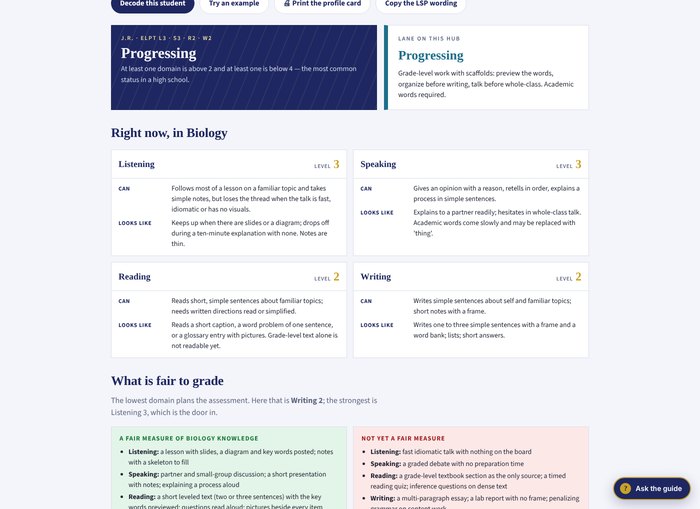 Decode this student
Try an example
🖨 Print the profile card
Copy the LSP wording
J.R. · ELPT L3 · S3 · R2 · W2
Progressing
At least one domain is above 2 and at least one is below 4 — the most common
status in a high school.
LANE ON THIS HUB
Progressing
Grade-level work with scaffolds: preview the words,
organize before writing, talk before whole-class. Academic
words required.
Right now, in Biology
Listening
LEVEL 3
CAN
Follows most of a lesson on a familiar topic and takes
simple notes, but loses the thread when the talk is fast,
idiomatic or has no visuals.
LOOKS LIKE
Keeps up when there are slides or a diagram; drops off
during a ten-minute explanation with none. Notes are
thin.
Speaking
LEVEL 3
CAN
Gives an opinion with a reason, retells in order, explains a
process in simple sentences.
LOOKS LIKE
Explains to a partner readily; hesitates in whole-class talk.
Academic words come slowly and may be replaced with
'thing'.
Reading
LEVEL 2
CAN
Reads short, simple sentences about familiar topics;
needs written directions read or simplified.
LOOKS LIKE
Reads a short caption, a word problem of one sentence,
or a glossary entry with pictures. Grade-level text alone is
not readable yet.
Writing
LEVEL 2
CAN
Writes simple sentences about self and familiar topics;
short notes with a frame.
LOOKS LIKE
Writes one to three simple sentences with a frame and a
word bank; lists; short answers.
What is fair to grade
The lowest domain plans the assessment. Here that is Writing 2; the strongest is
Listening 3, which is the door in.
A FAIR MEASURE OF BIOLOGY KNOWLEDGE
• Listening: a lesson with slides, a diagram and key words posted; notes
with a skeleton to fill
• Speaking: partner and small-group discussion; a short presentation
with notes; explaining a process aloud
• Reading: a short leveled text (two or three sentences) with the key
words previewed; questions read aloud; pictures beside every item
NOT YET A FAIR MEASURE
• Listening: fast idiomatic talk with nothing on the board
• Speaking: a graded debate with no preparation time
• Reading: a grade-level textbook section as the only source; a timed
reading quiz; inference questions on dense text
• Writing: a multi-paragraph essay; a lab report with no frame; penalizing
grammar on content work
? Ask the guide